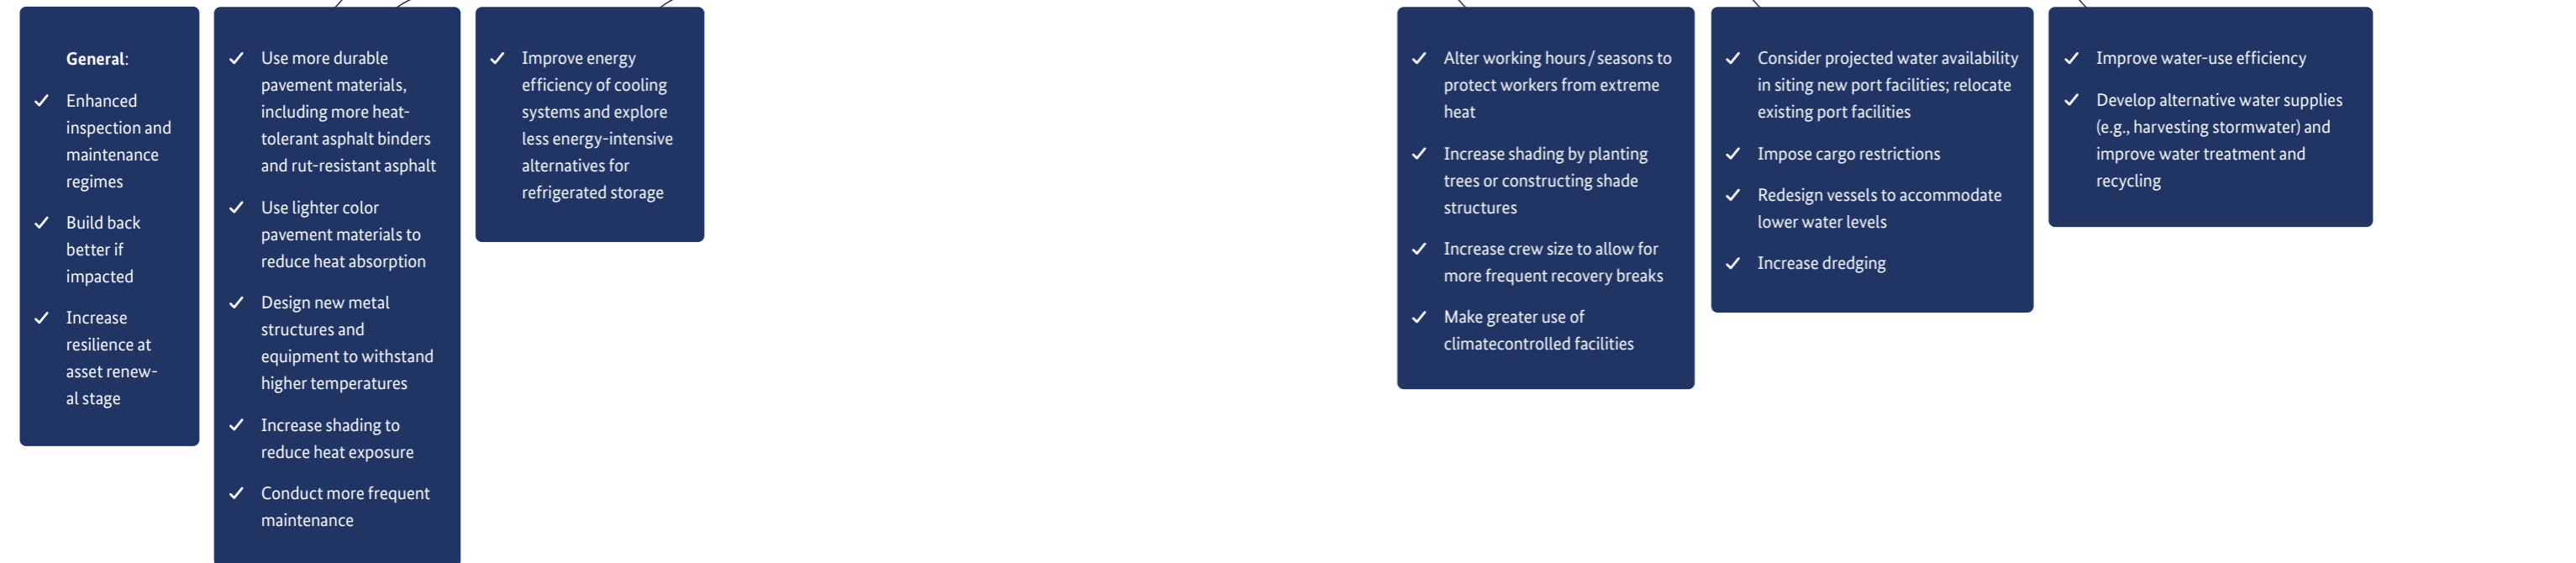 General:
Enhanced
inspection and
maintenance
regimes
Build back
better if
impacted
Increase
resilience at
asset renew-
al stage
Use more durable
pavement materials,
including more heat-
tolerant asphalt binders
and rut-resistant asphalt
Use lighter color
pavement materials to
reduce heat absorption
Design new metal
structures and
equipment to withstand
higher temperatures
Increase shading to
reduce heat exposure
Conduct more frequent
maintenance
Improve energy
efficiency of cooling
systems and explore
less energy-intensive
alternatives for
refrigerated storage
Alter working hours / seasons to
protect workers from extreme
heat
Increase shading by planting
trees or constructing shade
structures
Increase crew size to allow for
more frequent recovery breaks
Make greater use of
climatecontrolled facilities
Consider projected water availability
in siting new port facilities; relocate
existing port facilities
Impose cargo restrictions
Redesign vessels to accommodate
lower water levels
Increase dredging
Improve water-use efficiency
Develop alternative water supplies
(e.g., harvesting stormwater) and
improve water treatment and
recycling